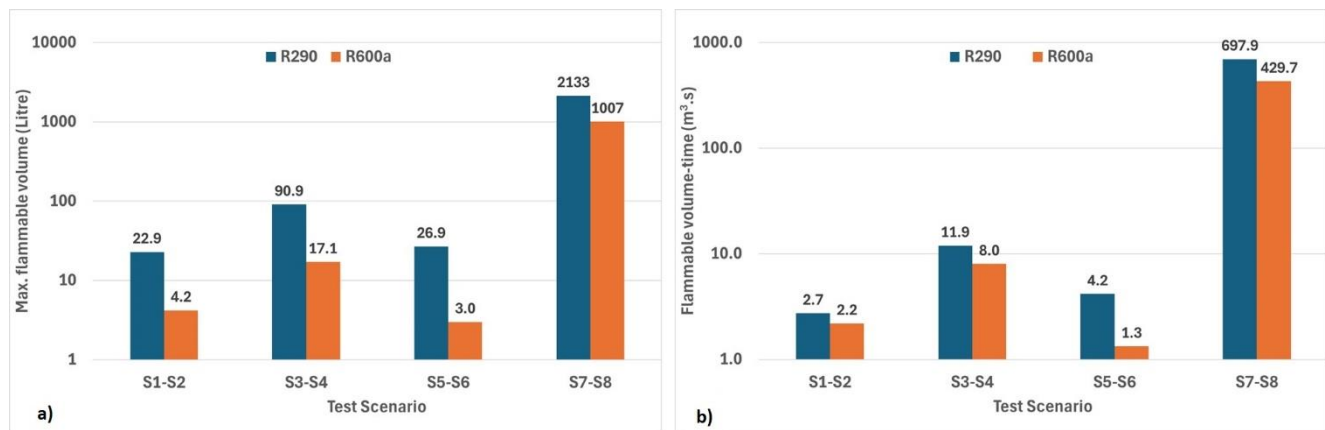 R290 R600a
Max. flammable volume (Litre)
10000
1000
100
10
1
22.9
4.2
90.9
17.1
26.9
3.0
2133
1007
S1-S2 S3-S4 S5-S6 S7-S8
Test Scenario
a)
R290 R600a
Flammable volume-time (m³.s)
1000.0
100.0
10.0
1.0
2.7
2.2
11.9
8.0
4.2
1.3
697.9
429.7
S1-S2 S3-S4 S5-S6 S7-S8
Test Scenario
b)